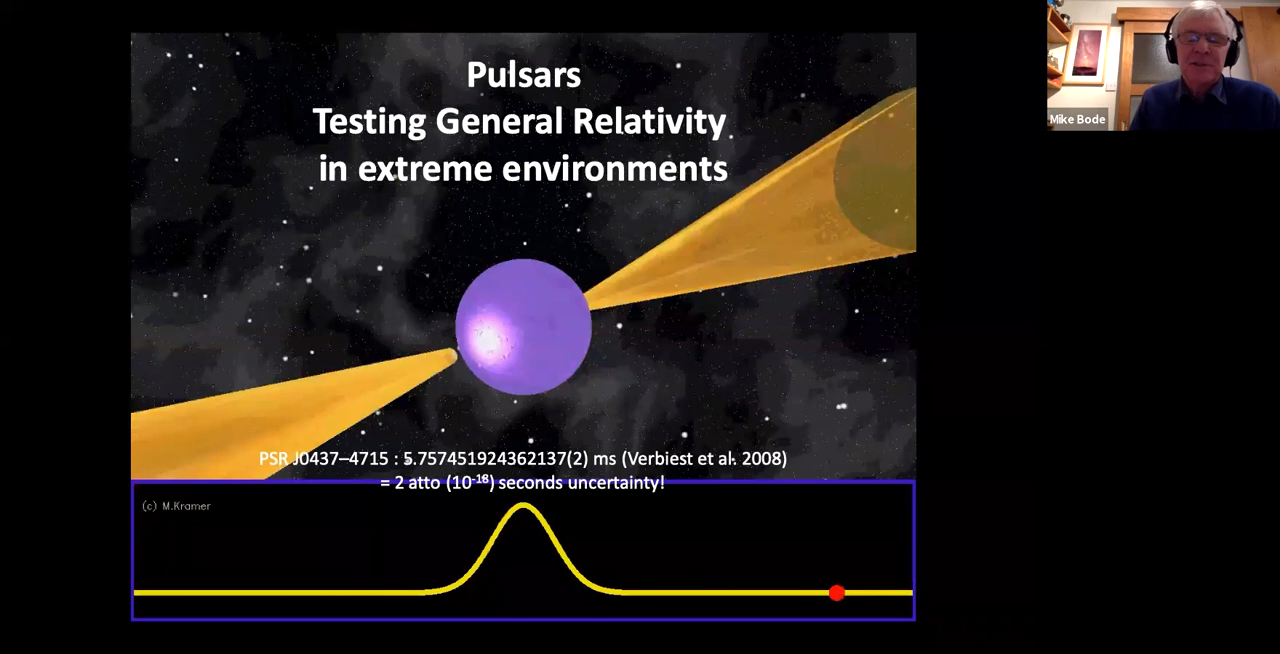 Pulsars
Testing General Relativity
in extreme environments
PSR J0437–4715 : 5.757451924362137(2) ms (Verbiest et al. 2008)
= 2 atto (10⁻¹⁸) seconds uncertainty!
(c) M.Kramer
Mike Bode